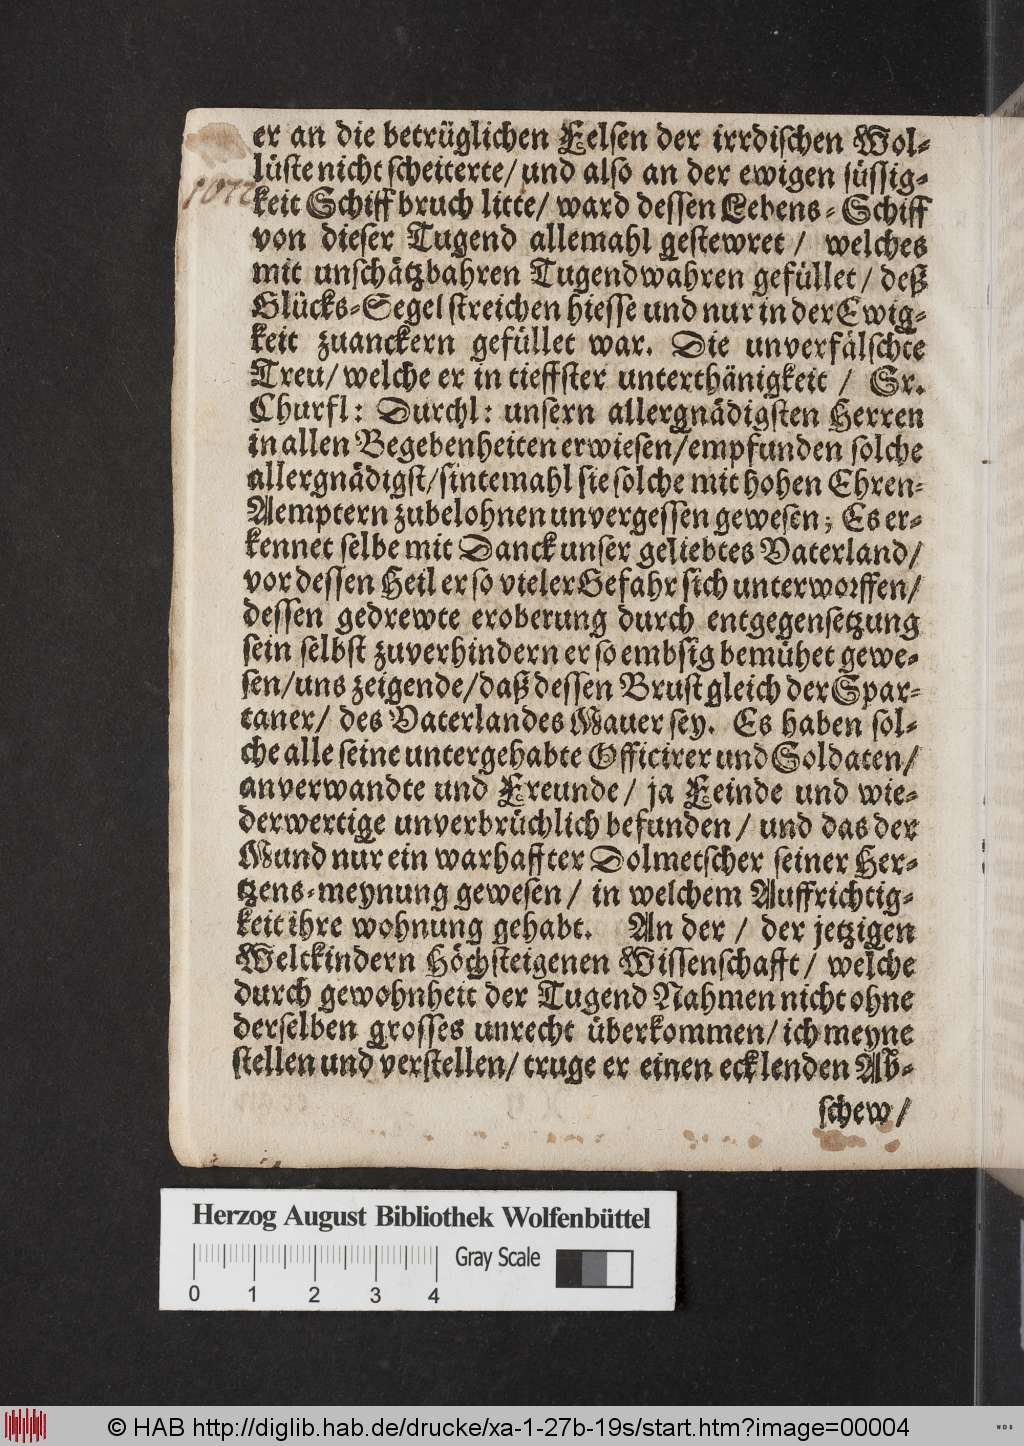 er an die betrüglichen Felsen der irrdischen Wol-
lüste nicht scheiterte/ und also an der ewigen süssig-
keit Schiffbruch litte/ ward dessen Lebens-Schiff
von dieser Tugend allemahl gestewret / welches
mit unschätzbahren Tugendwahren gefüllet/ deß
Glücks-Segel streichen hiesse und nur in der Ewig-
keit zuanckern gefüllet war. Die unverfälschte
Treu/ welche er in tieffster unterthänigkeit / Sr.
Churfl: Durchl: unsern allergnädigsten Herren
in allen Begebenheiten erwiesen/empfunden solche
allergnädigst/sintemahl sie solche mit hohen Ehren-
Aemptern zubelohnen unvergessen gewesen; Es er-
kennet selbe mit Danck unser geliebtes Vaterland/
vor dessen Heil er so vieler Gefahr sich unterworffen/
dessen gedrewte eroberung durch entgegensetzung
sein selbst zuverhindern er so embsig bemühet gewe-
sen/uns zeigende/daß dessen Brust gleich der Spar-
taner/ des Vaterlandes Mauer sey. Es haben sol-
che alle seine untergehabte Officirer und Soldaten/
anverwandte und Freunde/ ja Feinde und wie-
derwertige unverbrüchlich befunden/ und das der
Mund nur ein warhaffter Dolmetscher seiner Her-
tzens-meynung gewesen/ in welchem Auffrichtig-
keit ihre wohnung gehabt. An der / der jetzigen
Weltkindern Höchsteigenen Wissenschafft/ welche
durch gewohnheit der Tugend Nahmen nicht ohne
derselben grosses unrecht überkommen/ ich meyne
stellen und verstellen/ truge er einen ecklenden Ab-
schew/
Herzog August Bibliothek Wolfenbüttel
Gray Scale
0 1 2 3 4
© HAB http://diglib.hab.de/drucke/xa-1-27b-19s/start.htm?image=00004